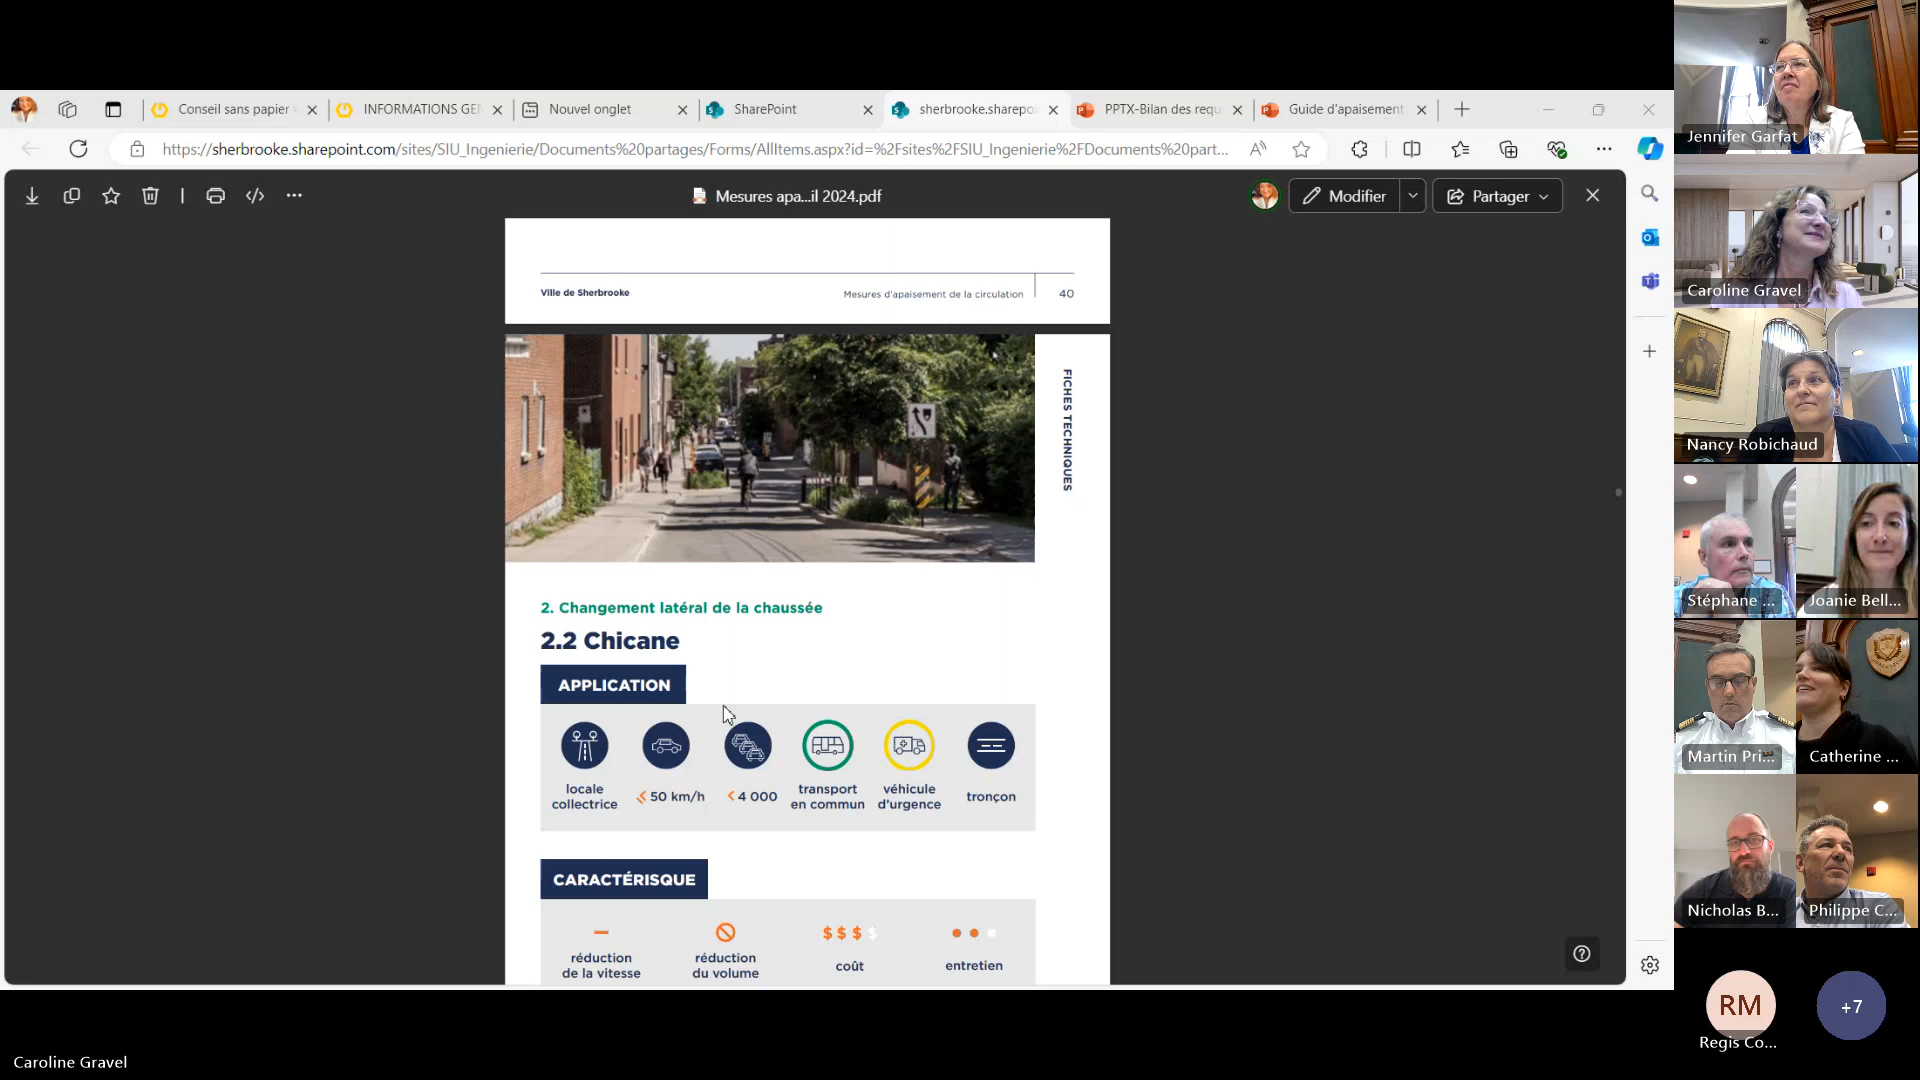 Conseil sans papier
INFORMATIONS GEN
Nouvel onglet
SharePoint
sherbrooke.sharepoi
PPTX-Bilan des requ
Guide d'apaisement
https://sherbrooke.sharepoint.com/sites/SIU_Ingenierie/Documents%20partages/Forms/AllItems.aspx?id=%2Fsites%2FSIU_Ingenierie%2FDocuments%20part...
Mesures apa...il 2024.pdf
Modifier
Partager
Ville de Sherbrooke
Mesures d'apaisement de la circulation
40
FICHES TECHNIQUES
2. Changement latéral de la chaussée
2.2 Chicane
APPLICATION
locale
collectrice
⩽ 50 km/h
< 4 000
transport
en commun
véhicule
d'urgence
tronçon
CARACTÉRISQUE
réduction
de la vitesse
réduction
du volume
$ $ $ $
coût
entretien
Jennifer Garfat
Caroline Gravel
Nancy Robichaud
Stéphane ...
Joanie Bell...
Martin Pri...
Catherine ...
Nicholas B...
Philippe C...
RM
Regis Co...
+7
Caroline Gravel